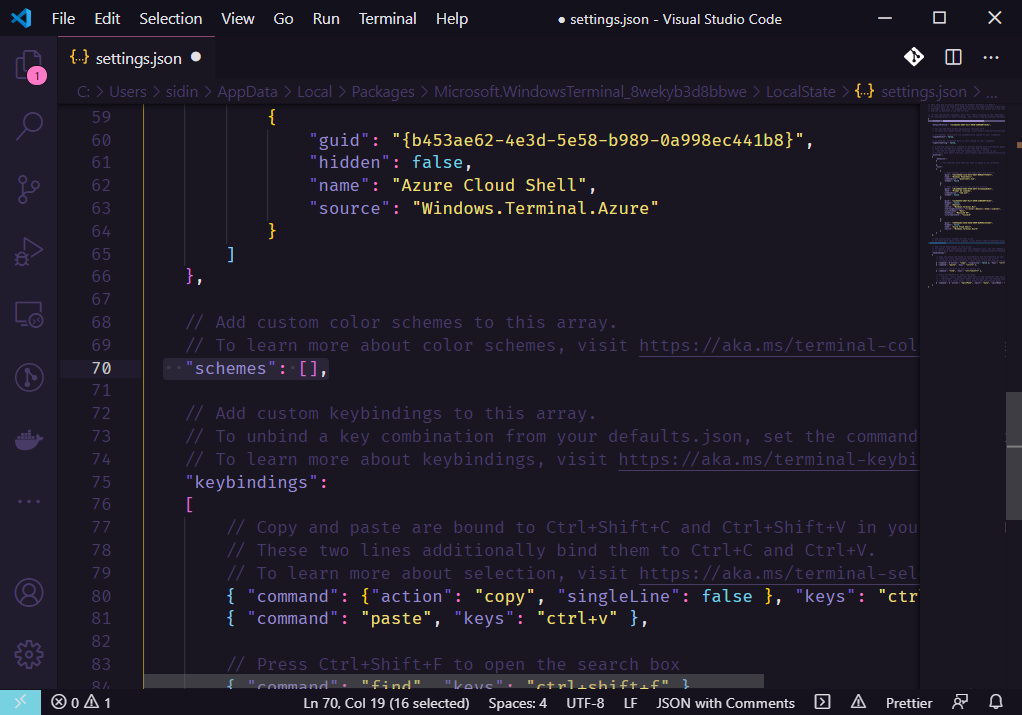 File Edit Selection View Go Run Terminal Help ● settings.json - Visual Studio Code
{..} settings.json ●
1
C: > Users > sidin > AppData > Local > Packages > Microsoft.WindowsTerminal_8wekyb3d8bbwe > LocalState > {..} settings.json > ...
59 {
60 "guid": "{b453ae62-4e3d-5e58-b989-0a998ec441b8}",
61 "hidden": false,
62 "name": "Azure Cloud Shell",
63 "source": "Windows.Terminal.Azure"
64 }
65 ]
66 },
67
68 // Add custom color schemes to this array.
69 // To learn more about color schemes, visit https://aka.ms/terminal-col
70 "schemes": [],
71
72 // Add custom keybindings to this array.
73 // To unbind a key combination from your defaults.json, set the command
74 // To learn more about keybindings, visit https://aka.ms/terminal-keybi
75 "keybindings":
76 [
77 // Copy and paste are bound to Ctrl+Shift+C and Ctrl+Shift+V in you
78 // These two lines additionally bind them to Ctrl+C and Ctrl+V.
79 // To learn more about selection, visit https://aka.ms/terminal-sel
80 { "command": {"action": "copy", "singleLine": false }, "keys": "ctr
81 { "command": "paste", "keys": "ctrl+v" },
82
83 // Press Ctrl+Shift+F to open the search box
84 { "command": "find", "keys": "ctrl+shift+f" }
0 1 Ln 70, Col 19 (16 selected) Spaces: 4 UTF-8 LF JSON with Comments Prettier